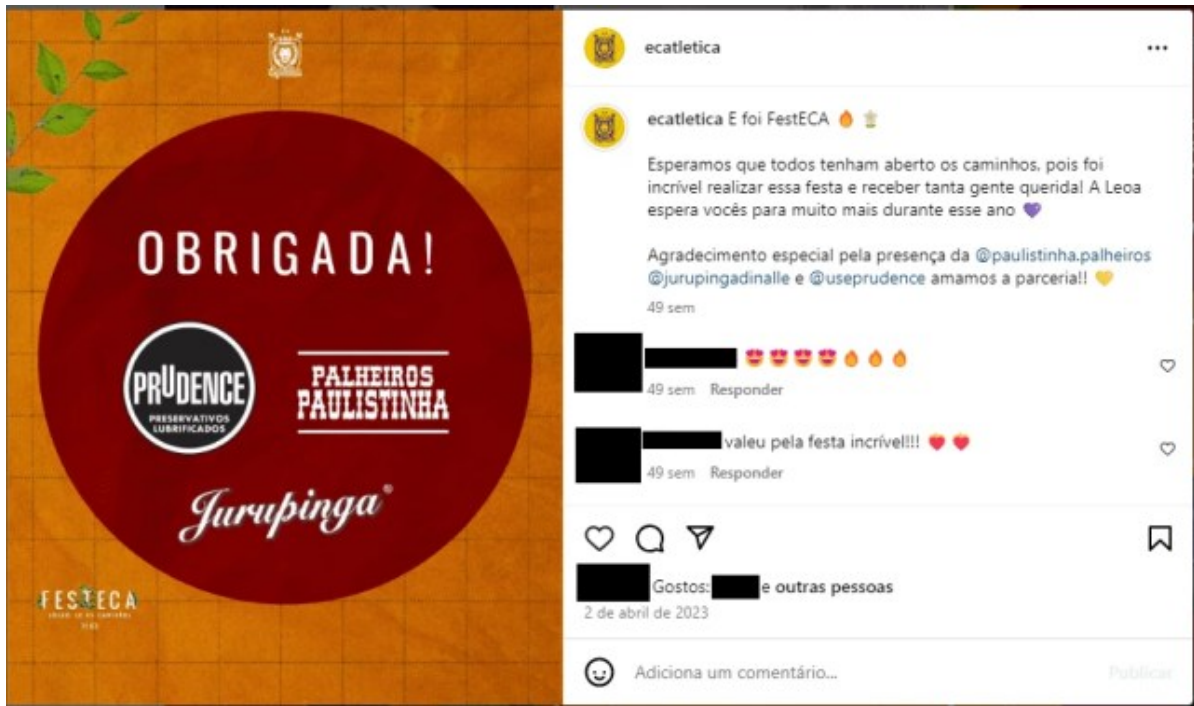 OBRIGADA!
PRUDENCE
PRESERVATIVOS
LUBRIFICADOS
PALHEIROS
PAULISTINHA
Jurupinga®
FESTECA
ecatletica
ecatletica E foi FestECA 🔥
Esperamos que todos tenham aberto os caminhos, pois foi
incrível realizar essa festa e receber tanta gente querida! A Leoa
espera vocês para muito mais durante esse ano 💜
Agradecimento especial pela presença da @paulistinha.palheiros
@jurupingadinalle e @useprudence amamos a parceria!! 💛
49 sem
😍😍😍😍🔥🔥🔥
49 sem Responder
valeu pela festa incrível!!! ❤️❤️
49 sem Responder
Gostos: e outras pessoas
2 de abril de 2023
Adiciona um comentário...
Publicar